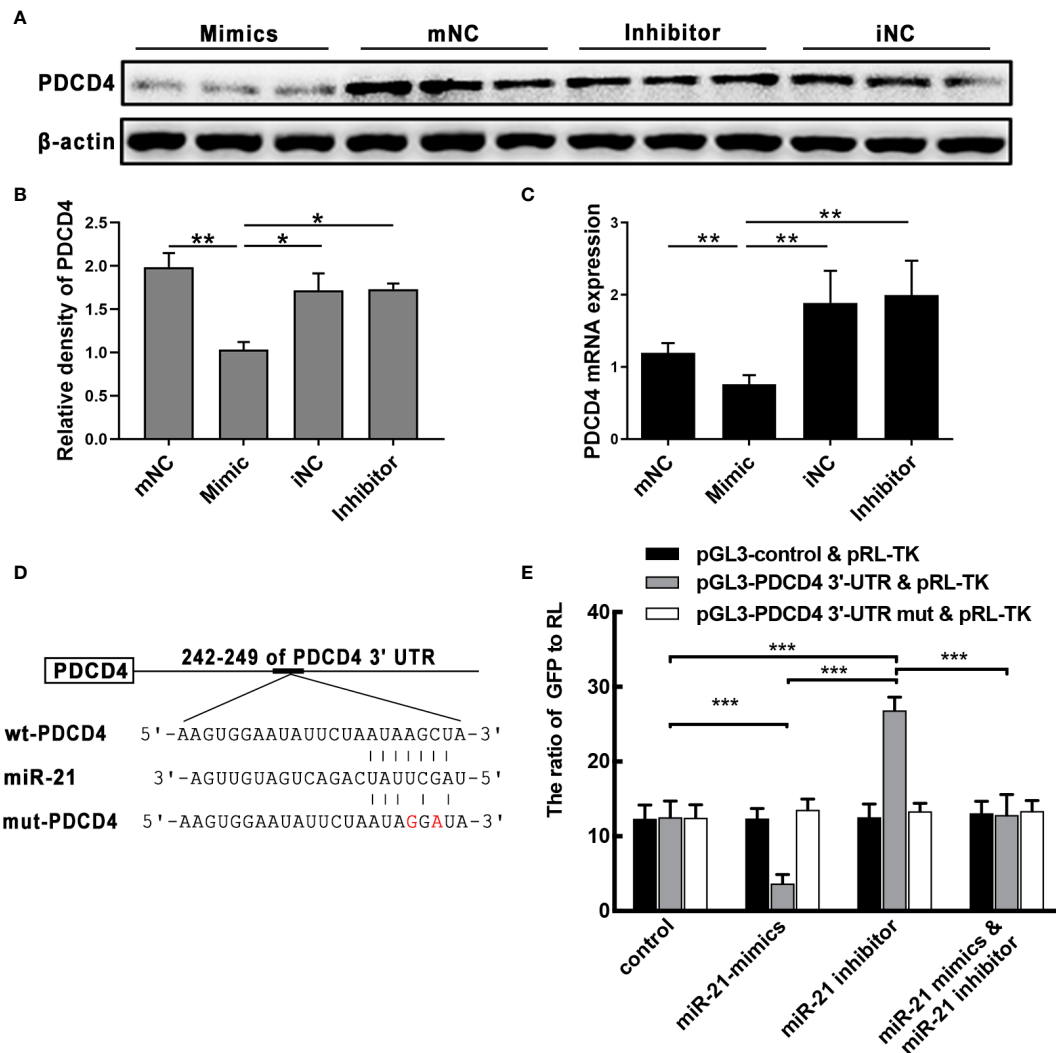 A
Mimics mNC Inhibitor iNC
PDCD4
β-actin
B
Relative density of PDCD4
2.5
2.0
1.5
1.0
0.5
0.0
** * *
mNC Mimic iNC Inhibitor
C
PDCD4 mRNA expression
3
2
1
0
** ** **
mNC Mimic iNC Inhibitor
D
PDCD4 242-249 of PDCD4 3' UTR
wt-PDCD4 5'-AAGUGGAAUAUUCUAAUAAGCUA-3'
miR-21 3'-AGUUGUAGUCAGACUAUUCGAU-5'
mut-PDCD4 5'-AAGUGGAAUAUUCUAAUAGGAUA-3'
E
pGL3-control & pRL-TK
pGL3-PDCD4 3'-UTR & pRL-TK
pGL3-PDCD4 3'-UTR mut & pRL-TK
The ratio of GFP to RL
40
30
20
10
0
*** *** *** ***
control
miR-21-mimics
miR-21 inhibitor
miR-21 mimics &
miR-21 inhibitor